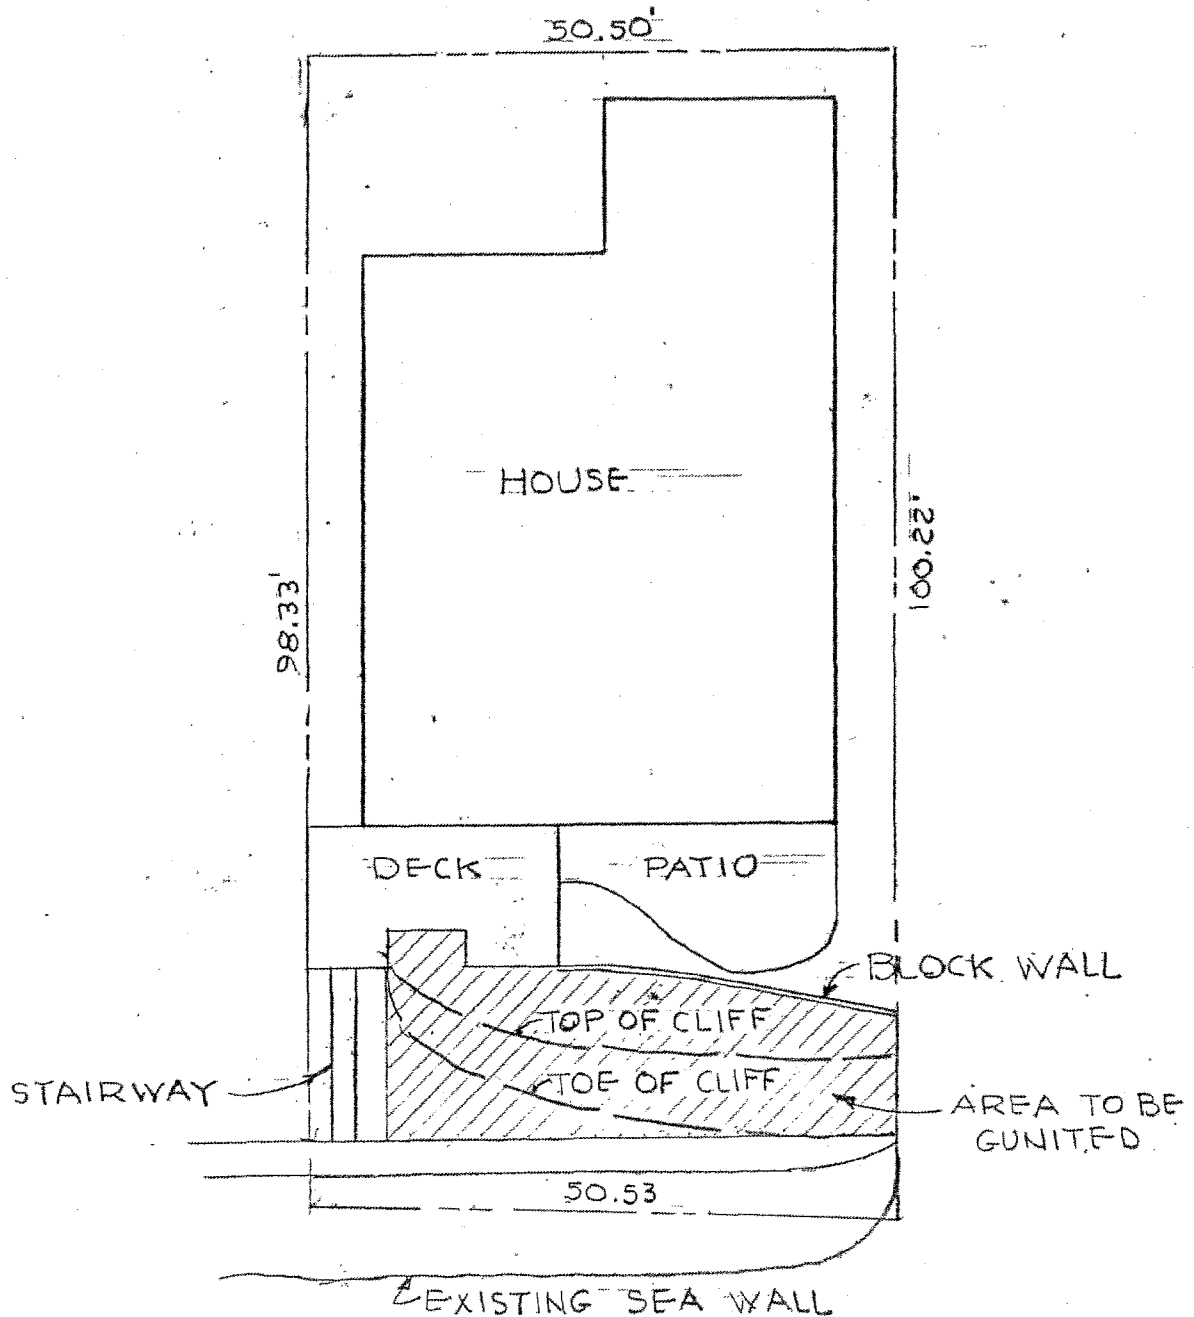 50.50'
HOUSE
98.33'
100.22'
DECK
PATIO
BLOCK WALL
TOP OF CLIFF
TOE OF CLIFF
STAIRWAY
AREA TO BE
GUNITED
50.53
EXISTING SEA WALL